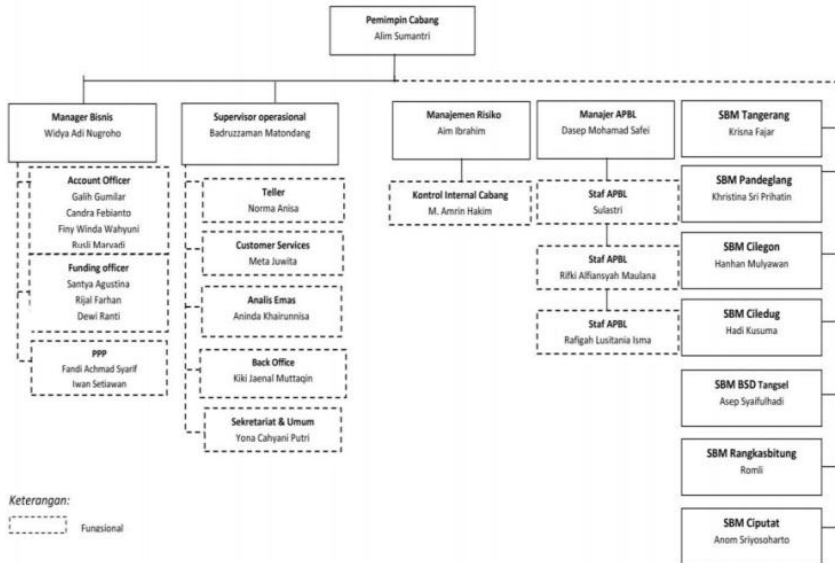 Pemimpin Cabang
Alim Sumantri
Manager Bisnis
Widya Adi Nugroho
Account Officer
Galih Gumilar
Candra Febianto
Finy Winda Wahyuni
Rusli Maryadi
Funding officer
Santya Agustina
Rijal Farhan
Dewi Ranti
PPP
Fandi Achmad Syarif
Iwan Setiawan
Supervisor operasional
Badruzzaman Matondang
Teller
Norma Anisa
Customer Services
Meta Juwita
Analis Emas
Aninda Khairunnisa
Back Office
Kiki Jaenal Muttaqin
Sekretariat & Umum
Yona Cahyani Putri
Manajemen Risiko
Aim Ibrahim
Kontrol Internal Cabang
M. Amrin Hakim
Manajer APBL
Dasep Mohamad Safei
Staf APBL
Sulastri
Staf APBL
Rifki Alfiansyah Maulana
Staf APBL
Rafigah Lusitania Isma
SBM Tangerang
Krisna Fajar
SBM Pandeglang
Khristina Sri Prihatin
SBM Cilegon
Hanhan Mulyawan
SBM Ciledug
Hadi Kusuma
SBM BSD Tangsel
Asep Syaifulhadi
SBM Rangkasbitung
Romli
SBM Ciputat
Anom Sriyosoharto
Keterangan:
Fungsional